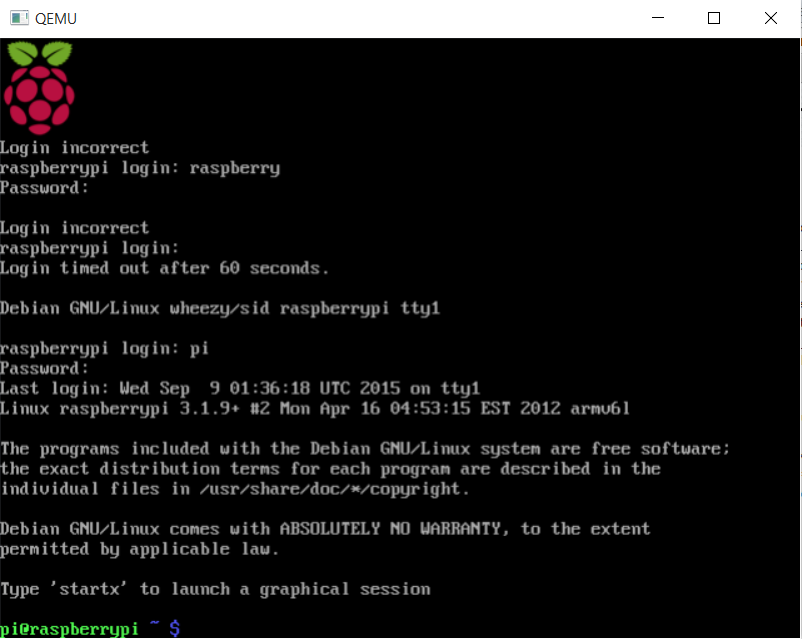 QEMU
Login incorrect
raspberrypi login: raspberry
Password:
Login incorrect
raspberrypi login:
Login timed out after 60 seconds.
Debian GNU/Linux wheezy/sid raspberrypi tty1
raspberrypi login: pi
Password:
Last login: Wed Sep  9 01:36:18 UTC 2015 on tty1
Linux raspberrypi 3.1.9+ #2 Mon Apr 16 04:53:15 EST 2012 armv6l
The programs included with the Debian GNU/Linux system are free software;
the exact distribution terms for each program are described in the
individual files in /usr/share/doc/*/copyright.
Debian GNU/Linux comes with ABSOLUTELY NO WARRANTY, to the extent
permitted by applicable law.
Type 'startx' to launch a graphical session
pi@raspberrypi ~ $